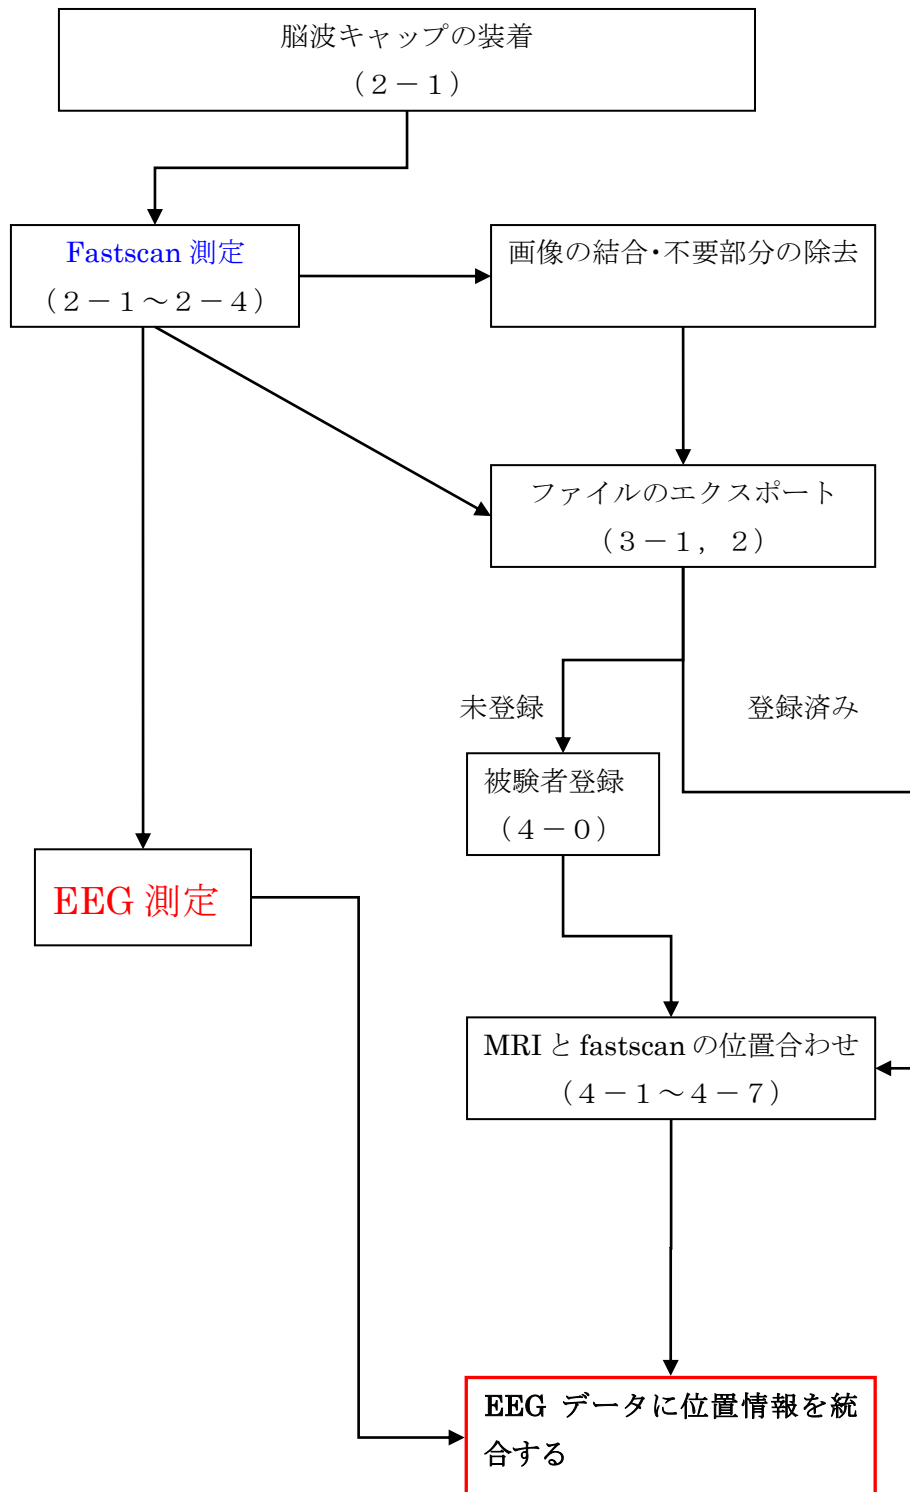 脳波キャップの装着
（２－１）
Fastscan 測定
（２－１～２－４）
画像の結合・不要部分の除去
ファイルのエクスポート
（３－１，２）
未登録
登録済み
被験者登録
（４－０）
EEG 測定
MRI と fastscan の位置合わせ
（４－１～４－７）
EEG データに位置情報を統
合する